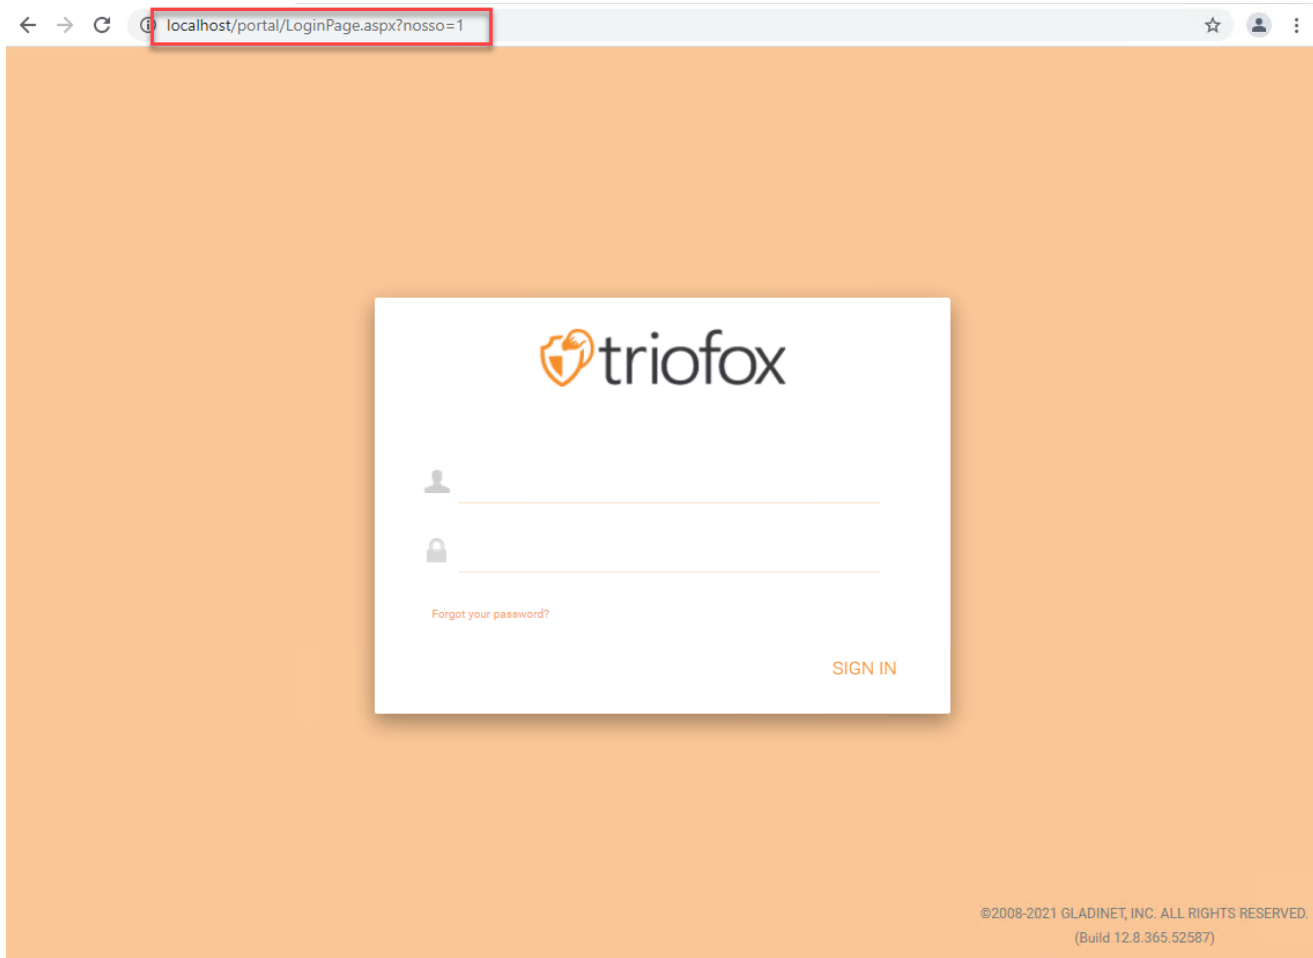 localhost/portal/LoginPage.aspx?nosso=1
triofox
Forgot your password?
SIGN IN
©2008-2021 GLADINET, INC. ALL RIGHTS RESERVED.
(Build 12.8.365.52587)